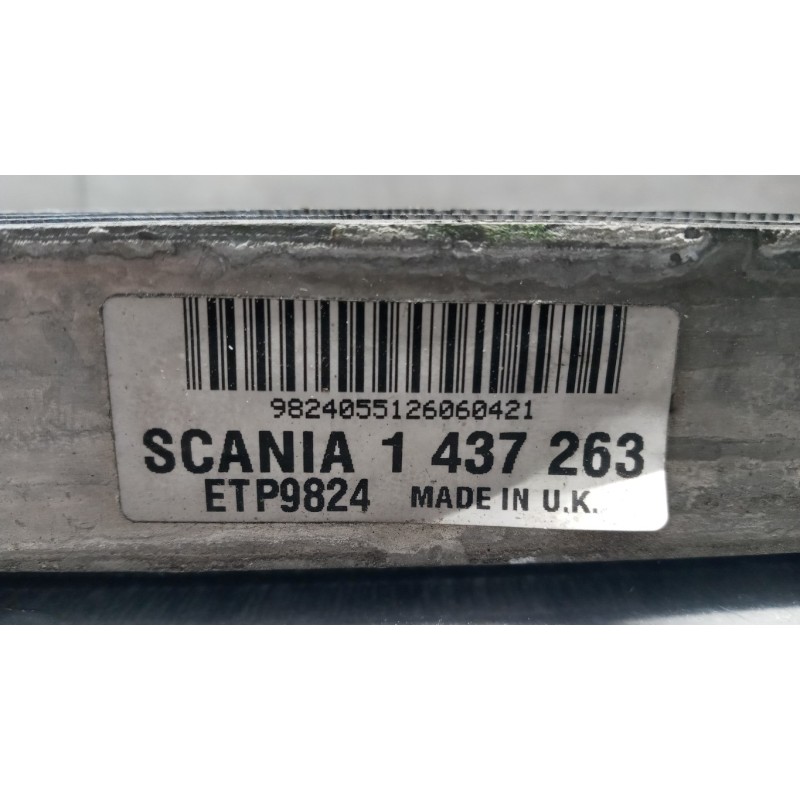 9824055126060421
SCANIA 1 437 263
ETP9824 MADE IN U.K.